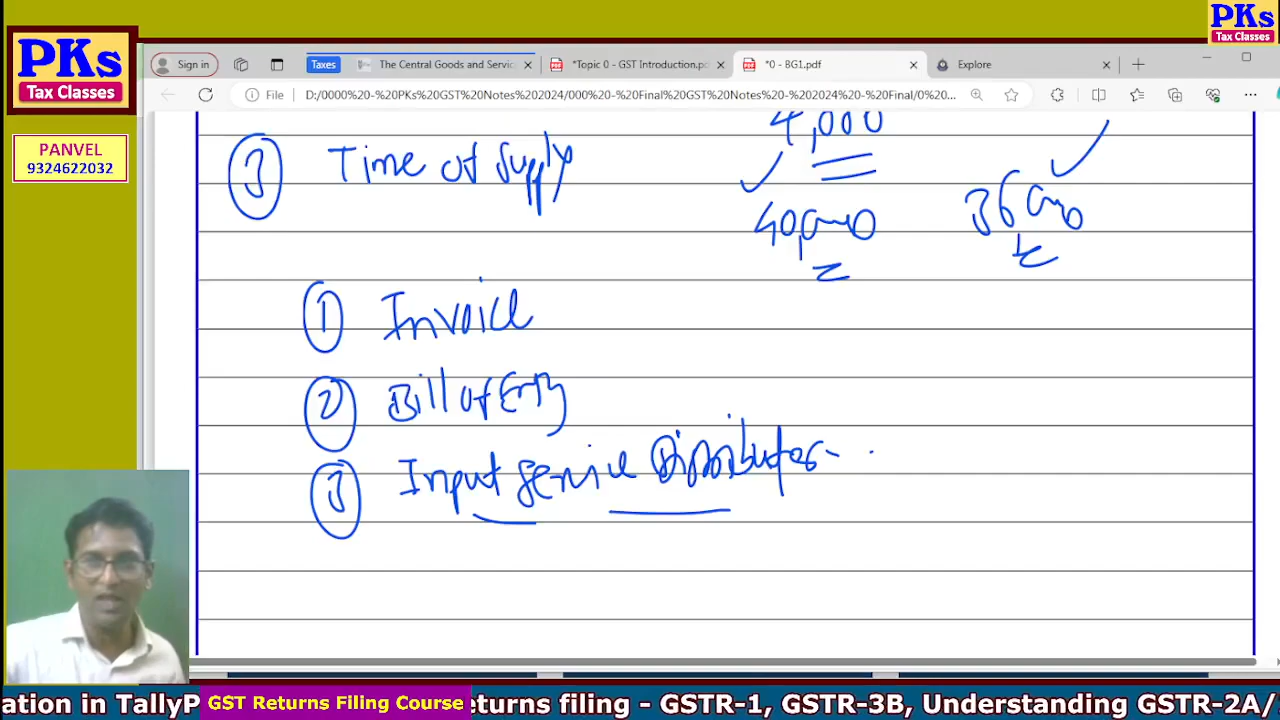 PKs
Tax Classes
PKs
Tax Classes
PANVEL
9324622032
Sign in
Taxes
The Central Goods and Servic
*Topic 0 - GST Introduction.pd
*0 - BG1.pdf
Explore
File
D:/0000%20-%20PKs%20GST%20Notes%202024/000%20-%20Final%20GST%20Notes%20-%202024%20-%20Final/0%20...
4,000
3 Time of Supply
40,000
36000
1 Invoice
2 Bill of Entry
3 Input Service Distributor
ation in TallyP
GST Returns Filing Course
eturns filing - GSTR-1, GSTR-3B, Understanding GSTR-2A/